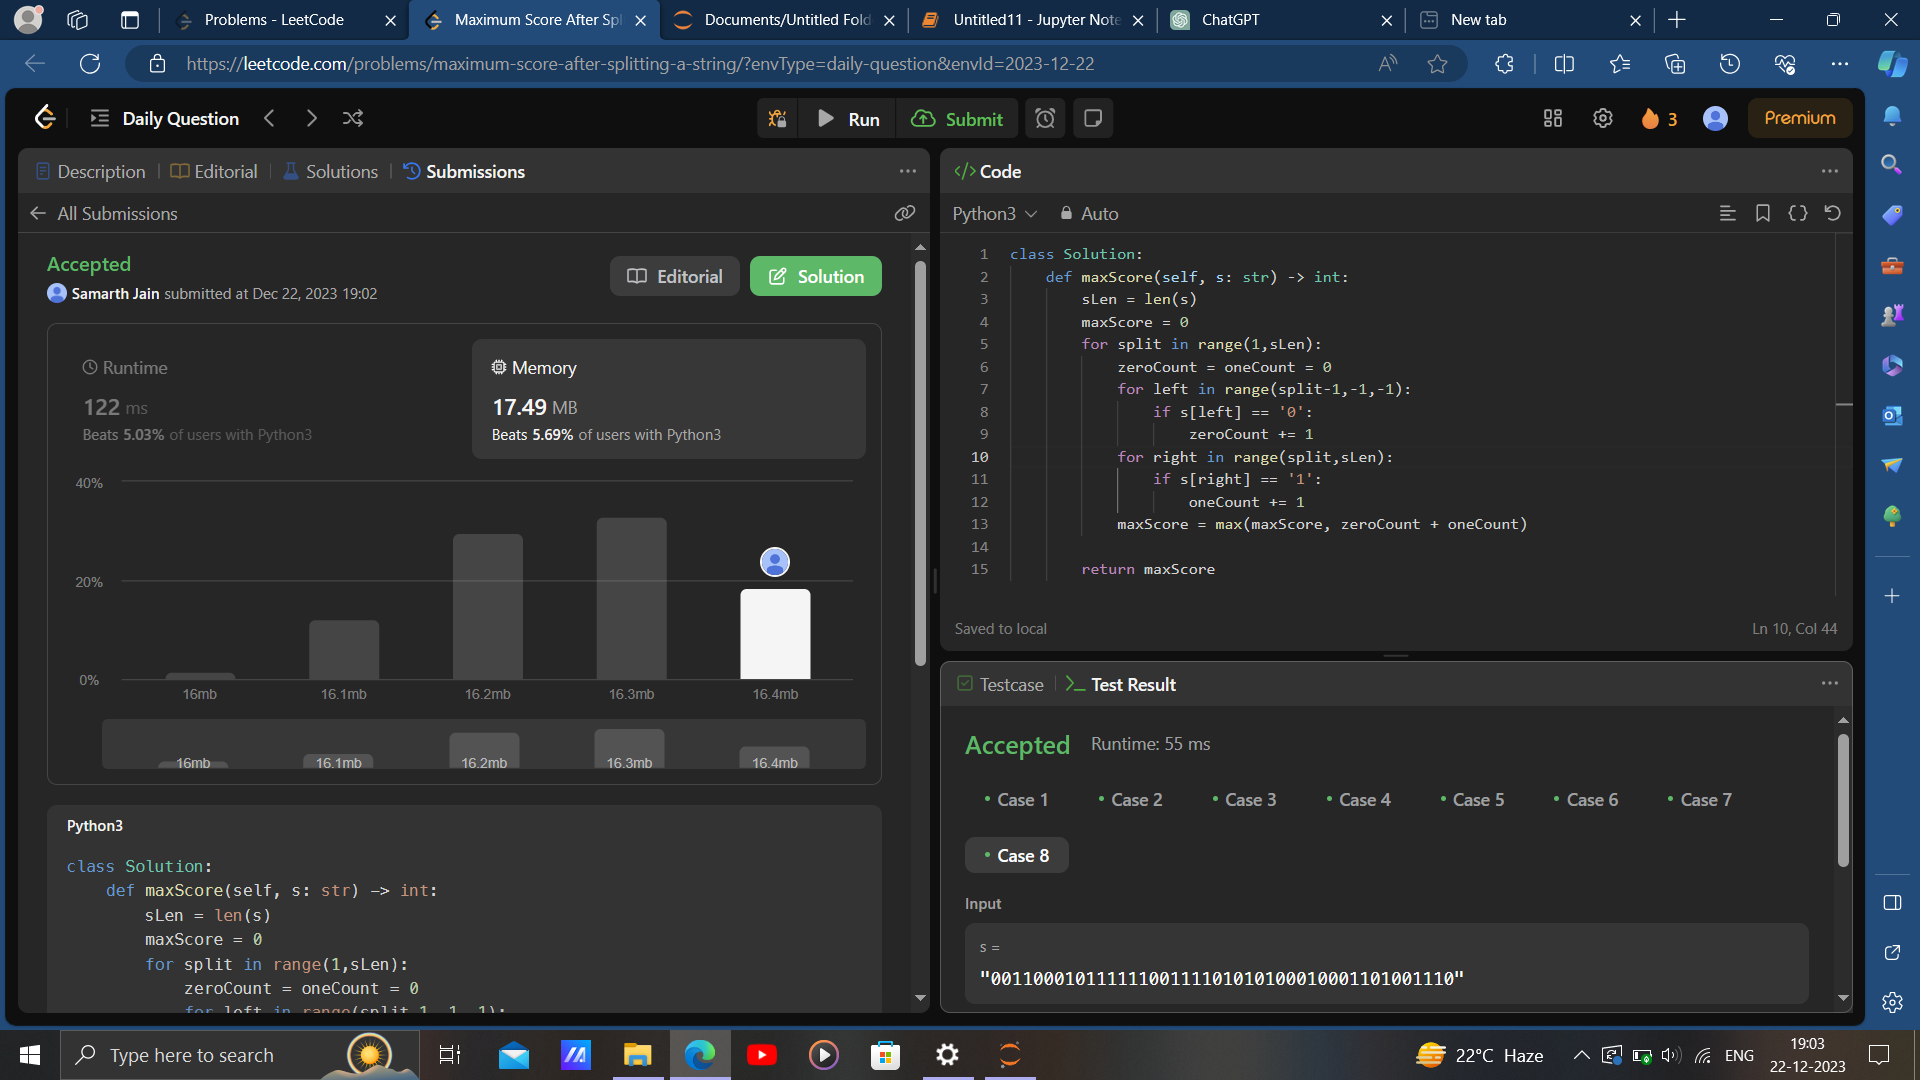 Problems - LeetCode
Maximum Score After Spl
Documents/Untitled Fold
Untitled11 - Jupyter Note
ChatGPT
New tab
https://leetcode.com/problems/maximum-score-after-splitting-a-string/?envType=daily-question&envId=2023-12-22
Daily Question
Run
Submit
3
Premium
Description
Editorial
Solutions
Submissions
All Submissions
Accepted
Samarth Jain submitted at Dec 22, 2023 19:02
Editorial
Solution
Runtime
122 ms
Beats 5.03% of users with Python3
Memory
17.49 MB
Beats 5.69% of users with Python3
40%
20%
0%
16mb 16.1mb 16.2mb 16.3mb 16.4mb
16mb 16.1mb 16.2mb 16.3mb 16.4mb
Python3
class Solution:
    def maxScore(self, s: str) -> int:
        sLen = len(s)
        maxScore = 0
        for split in range(1,sLen):
            zeroCount = oneCount = 0
            for left in range(split-1,-1,-1):
</> Code
Python3
Auto
1 class Solution:
2     def maxScore(self, s: str) -> int:
3         sLen = len(s)
4         maxScore = 0
5         for split in range(1,sLen):
6             zeroCount = oneCount = 0
7             for left in range(split-1,-1,-1):
8                 if s[left] == '0':
9                     zeroCount += 1
10             for right in range(split,sLen):
11                 if s[right] == '1':
12                     oneCount += 1
13             maxScore = max(maxScore, zeroCount + oneCount)
14
15         return maxScore
Saved to local
Ln 10, Col 44
Testcase
Test Result
Accepted
Runtime: 55 ms
Case 1
Case 2
Case 3
Case 4
Case 5
Case 6
Case 7
Case 8
Input
s =
Type here to search
22°C Haze
ENG
19:03
22-12-2023